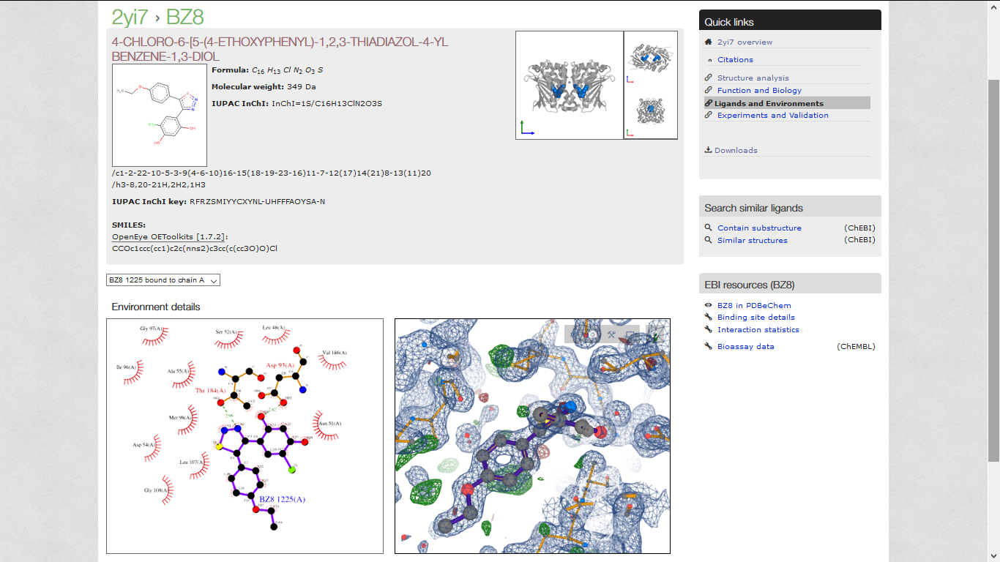 2yi7 › BZ8
4-CHLORO-6-[5-(4-ETHOXYPHENYL)-1,2,3-THIADIAZOL-4-YL
BENZENE-1,3-DIOL
Formula: C16 H13 Cl N2 O3 S
Molecular weight: 349 Da
IUPAC InChI: InChI=1S/C16H13ClN2O3S
/c1-2-22-10-5-3-9(4-6-10)16-15(18-19-23-16)11-7-12(17)14(21)8-13(11)20
/h3-8,20-21H,2H2,1H3
IUPAC InChI key: RFRZSMIYYCXYNL-UHFFFAOYSA-N
SMILES:
OpenEye OEToolkits [1.7.2]:
CCOc1ccc(cc1)c2c(nns2)c3cc(c(cc3O)O)Cl
BZ8 1225 bound to chain A
Environment details
Gly 97(A)
Ser 52(A)
Leu 48(A)
Val 186(A)
Ile 96(A)
Ala 55(A)
Asp 93(A)
Thr 184(A)
2.96
2.62
Met 98(A)
Asn 51(A)
Asp 54(A)
Leu 107(A)
Gly 108(A)
BZ8 1225(A)
Quick links
2yi7 overview
Citations
Structure analysis
Function and Biology
Ligands and Environments
Experiments and Validation
Downloads
Search similar ligands
Contain substructure (ChEBI)
Similar structures (ChEBI)
EBI resources (BZ8)
BZ8 in PDBeChem
Binding site details
Interaction statistics
Bioassay data (ChEMBL)